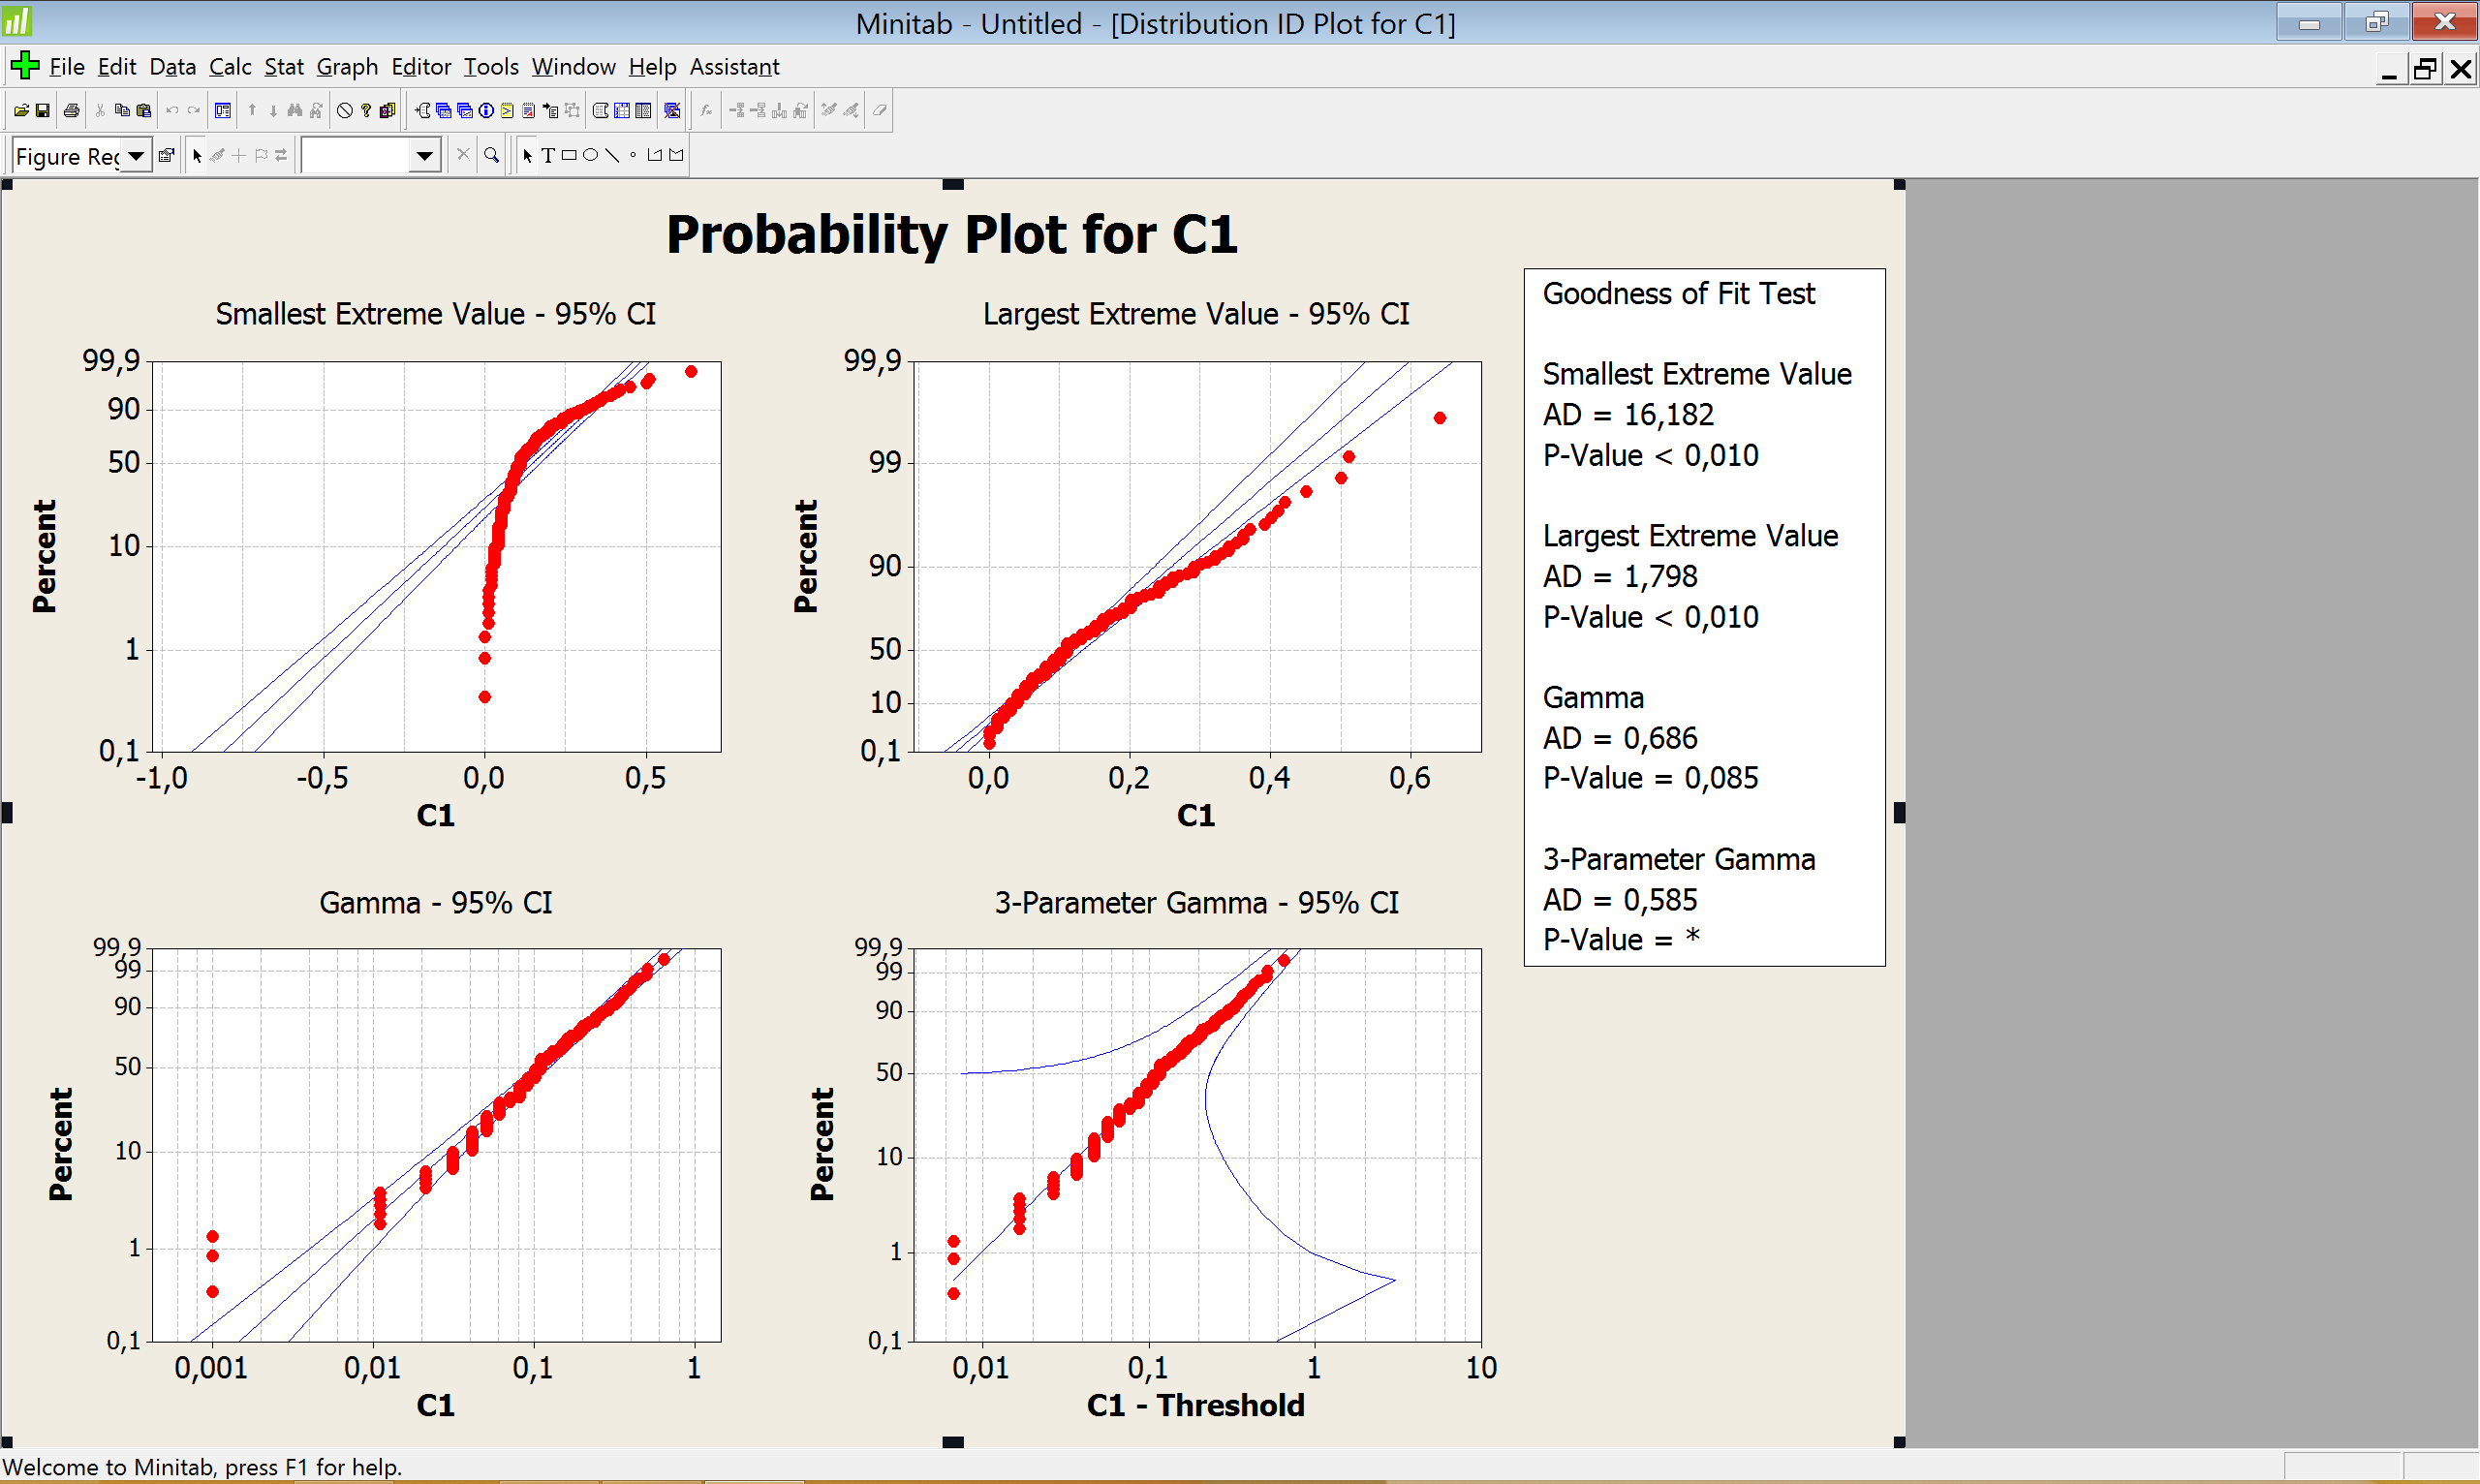 Minitab - Untitled - [Distribution ID Plot for C1]
File Edit Data Calc Stat Graph Editor Tools Window Help Assistant
Figure Reg
Probability Plot for C1
Smallest Extreme Value - 95% CI
99,9
90
50
10
1
0,1
Percent
-1,0 -0,5 0,0 0,5
C1
Largest Extreme Value - 95% CI
99,9
99
90
50
10
0,1
Percent
0,0 0,2 0,4 0,6
C1
Gamma - 95% CI
99,9
99
90
50
10
1
0,1
Percent
0,001 0,01 0,1 1
C1
3-Parameter Gamma - 95% CI
99,9
99
90
50
10
1
0,1
Percent
0,01 0,1 1 10
C1 - Threshold
Goodness of Fit Test
Smallest Extreme Value
AD = 16,182
P-Value < 0,010
Largest Extreme Value
AD = 1,798
P-Value < 0,010
Gamma
AD = 0,686
P-Value = 0,085
3-Parameter Gamma
AD = 0,585
P-Value = *
Welcome to Minitab, press F1 for help.